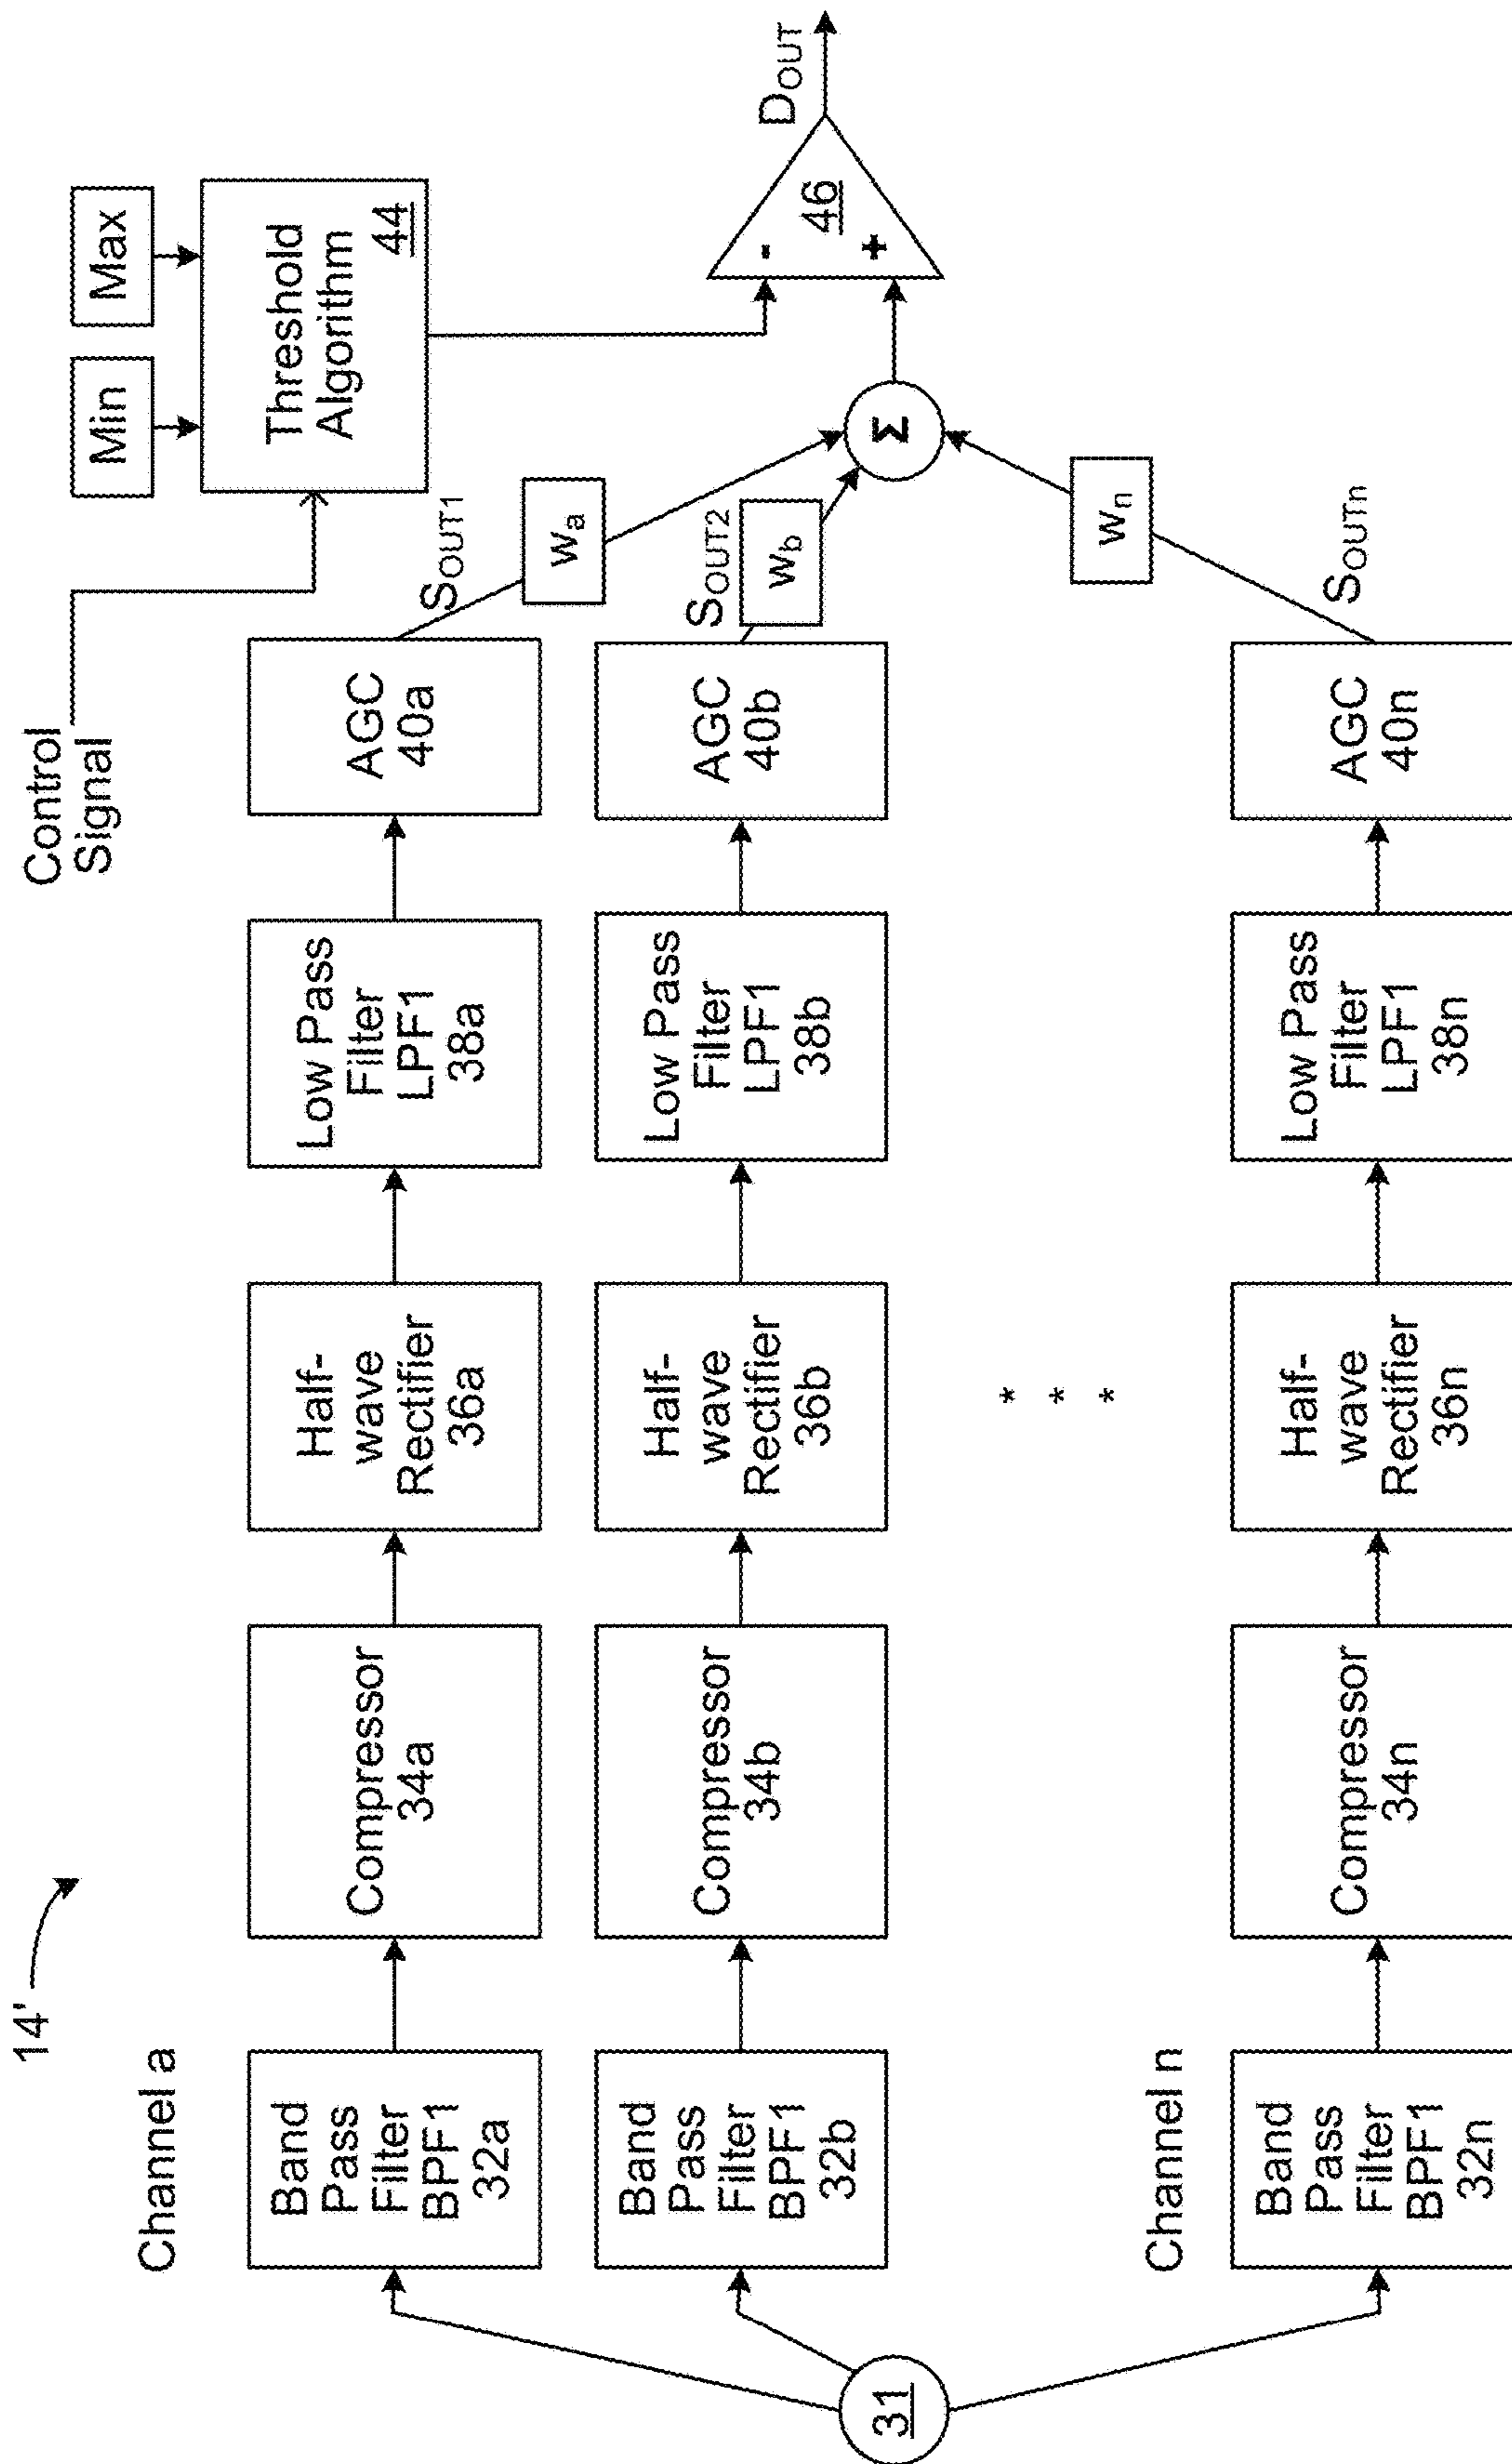 14'
Control
Signal
Min
Max
Threshold
Algorithm
44
Channel a
Band
Pass
Filter
BPF1
32a
Compressor
34a
Half-
wave
Rectifier
36a
Low Pass
Filter
LPF1
38a
AGC
40a
SOUT1
wa
-
+
46
DOUT
Band
Pass
Filter
BPF1
32b
Compressor
34b
Half-
wave
Rectifier
36b
Low Pass
Filter
LPF1
38b
AGC
40b
SOUT2
wb
Σ
31
*
*
*
Channel n
Band
Pass
Filter
BPF1
32n
Compressor
34n
Half-
wave
Rectifier
36n
Low Pass
Filter
LPF1
38n
AGC
40n
SOUTn
wn